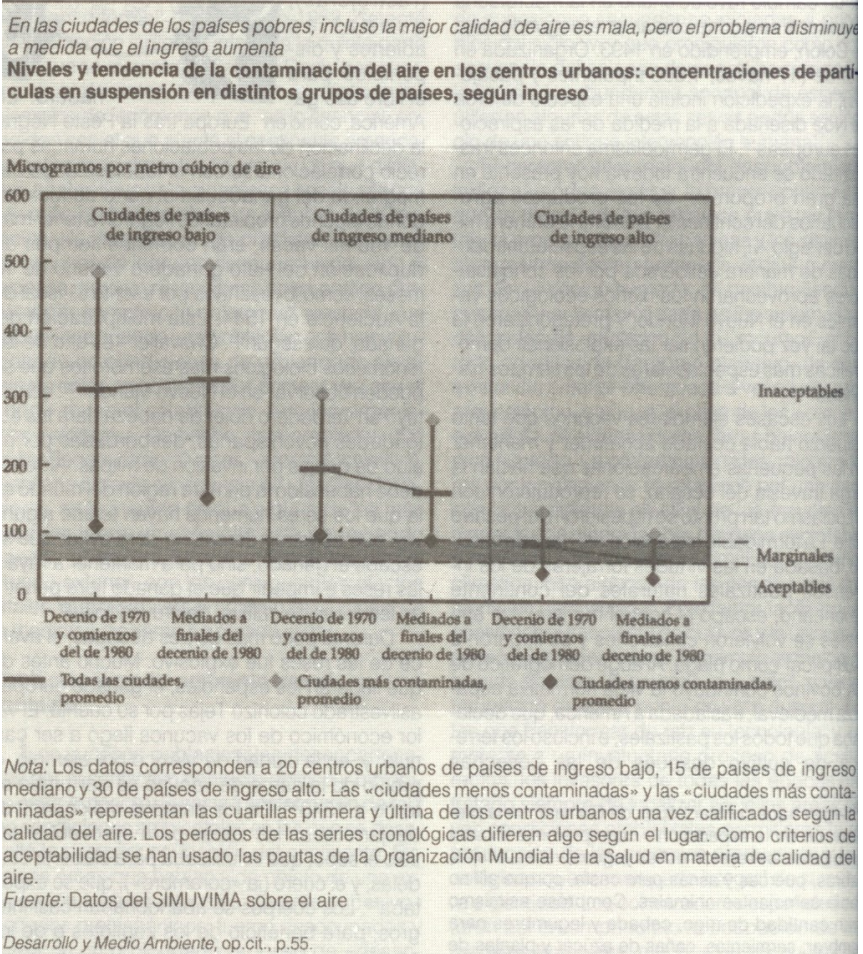 En las ciudades de los países pobres, incluso la mejor calidad de aire es mala, pero el problema disminuye
a medida que el ingreso aumenta
Niveles y tendencia de la contaminación del aire en los centros urbanos: concentraciones de partí-
culas en suspensión en distintos grupos de países, según ingreso
Microgramos por metro cúbico de aire
600
Ciudades de países
de ingreso bajo
Ciudades de países
de ingreso mediano
Ciudades de países
de ingreso alto
500
400
300
Inaceptables
200
100
Marginales
0
Aceptables
Decenio de 1970
y comienzos
del de 1980
Mediados a
finales del
decenio de 1980
Decenio de 1970
y comienzos
del de 1980
Mediados a
finales del
decenio de 1980
Decenio de 1970
y comienzos
del de 1980
Mediados a
finales del
decenio de 1980
Todas las ciudades,
promedio
Ciudades más contaminadas,
promedio
Ciudades menos contaminadas,
promedio
Nota: Los datos corresponden a 20 centros urbanos de países de ingreso bajo, 15 de países de ingreso
mediano y 30 de países de ingreso alto. Las «ciudades menos contaminadas» y las «ciudades más conta-
minadas» representan las cuartillas primera y última de los centros urbanos una vez calificados según la
calidad del aire. Los períodos de las series cronológicas difieren algo según el lugar. Como criterios de
aceptabilidad se han usado las pautas de la Organización Mundial de la Salud en materia de calidad del
aire.
Fuente: Datos del SIMUVIMA sobre el aire
Desarrollo y Medio Ambiente, op.cit., p.55.